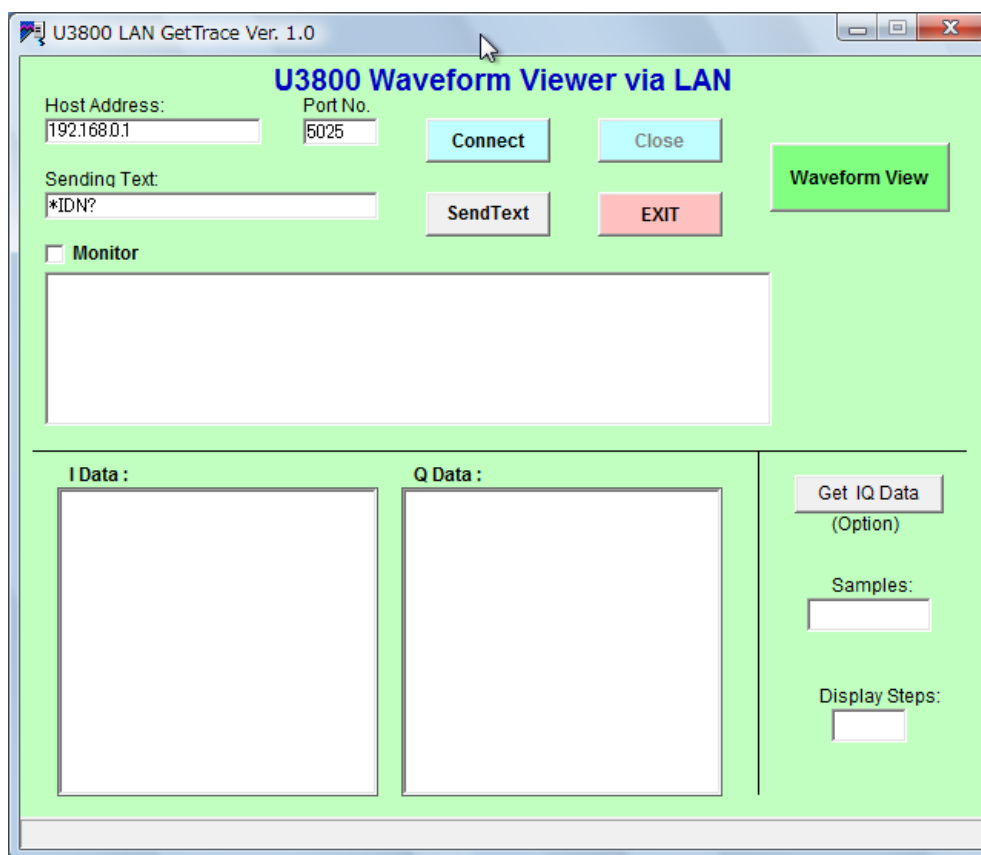 U3800 LAN GetTrace Ver. 1.0
U3800 Waveform Viewer via LAN
Host Address:
Port No.
192.168.0.1
5025
Connect
Close
Waveform View
Sending Text:
*IDN?
SendText
EXIT
Monitor
I Data :
Q Data :
Get IQ Data
(Option)
Samples:
Display Steps: